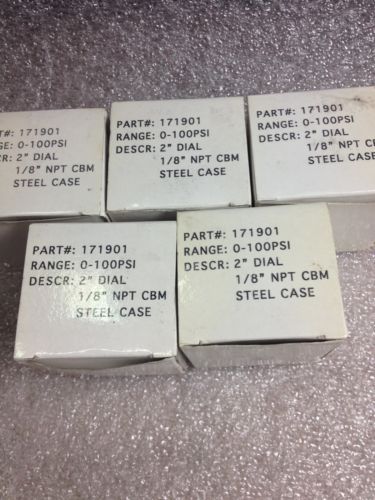 PART#: 171901
GE: 0-100PSI
CR: 2" DIAL
1/8" NPT CBM
STEEL CASE
PART#: 171901
RANGE: 0-100PSI
DESCR: 2" DIAL
1/8" NPT CBM
STEEL CASE
PART#: 171901
RANGE: 0-100PSI
DESCR: 2" DIAL
1/8" NPT CBM
STEEL CASE
PART#: 171901
RANGE: 0-100PSI
DESCR: 2" DIAL
1/8" NPT CBM
STEEL CASE
PART#: 171901
RANGE: 0-100PSI
DESCR: 2" DIAL
1/8" NPT CBM
STEEL CASE